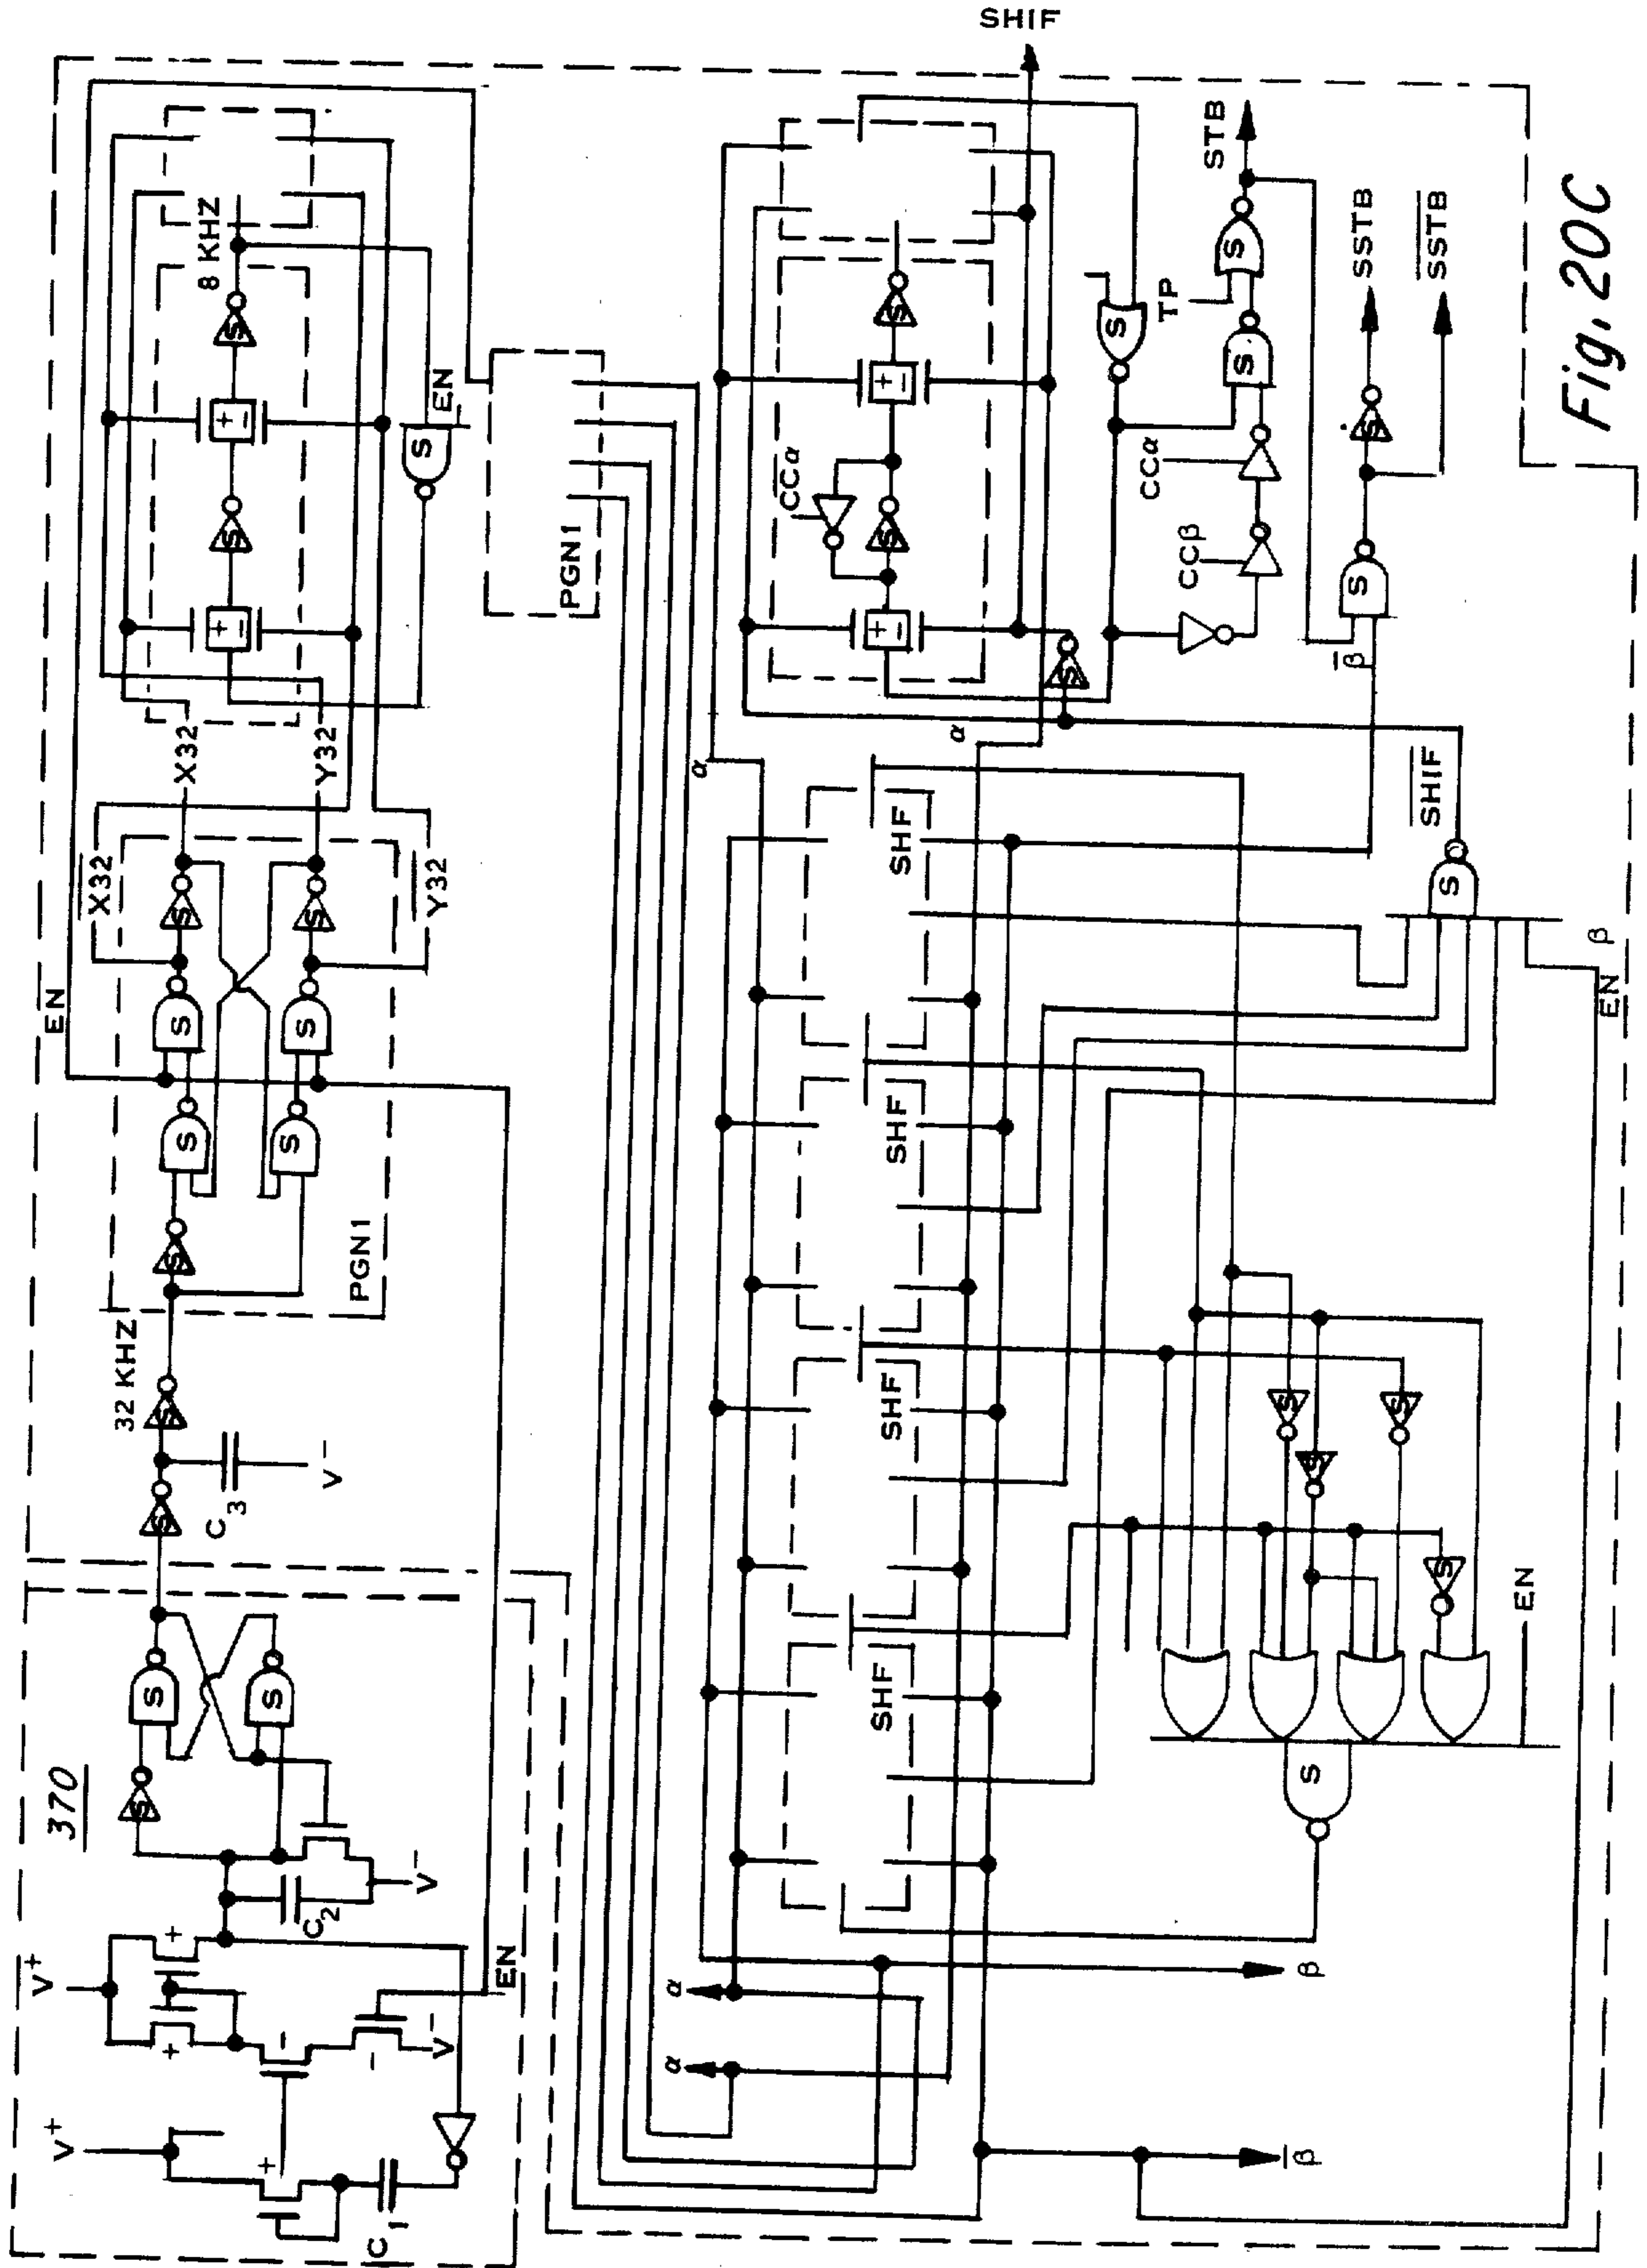 SHIF
EN
8 KHZ
X32
Y32
X32
Y32
EN
PGN1
PGN1
32 KHZ
C3
V-
370
S
V+
V+
C2
V-
V-
EN
C1
+
-
CCα
TP
STB
CCα
CCβ
SSTB
SSTB
β
α
α
SHIF
SHF
SHF
SHF
SHF
β
EN
EN
S
α
α
β
β
Fig. 20C